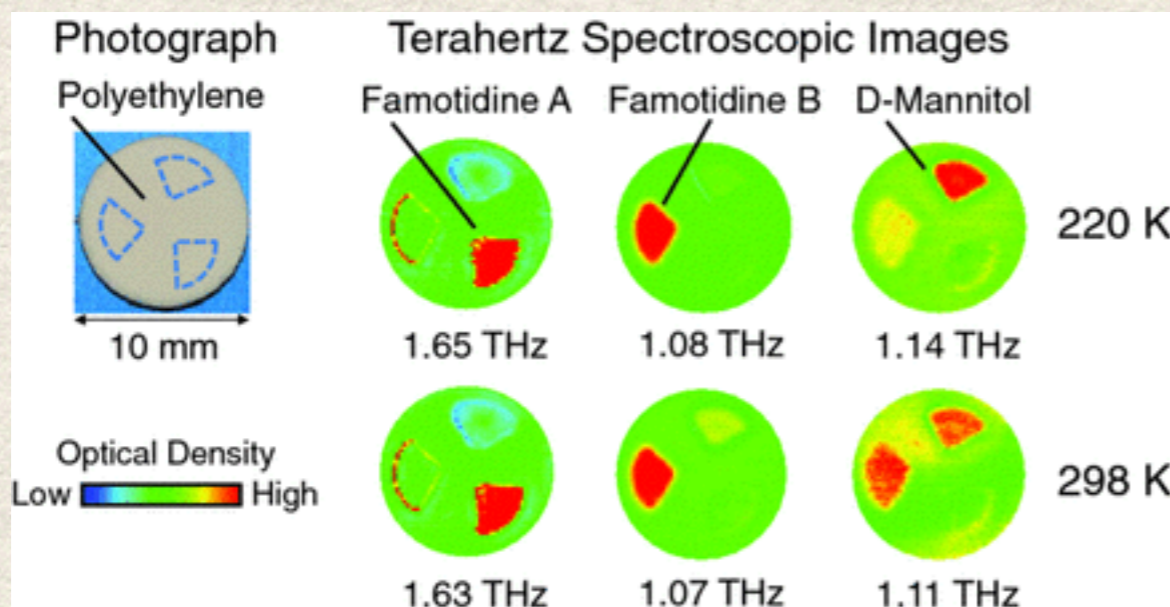 Photograph
Terahertz Spectroscopic Images
Polyethylene
Famotidine A
Famotidine B
D-Mannitol
220 K
10 mm
1.65 THz
1.08 THz
1.14 THz
Optical Density
Low
High
298 K
1.63 THz
1.07 THz
1.11 THz